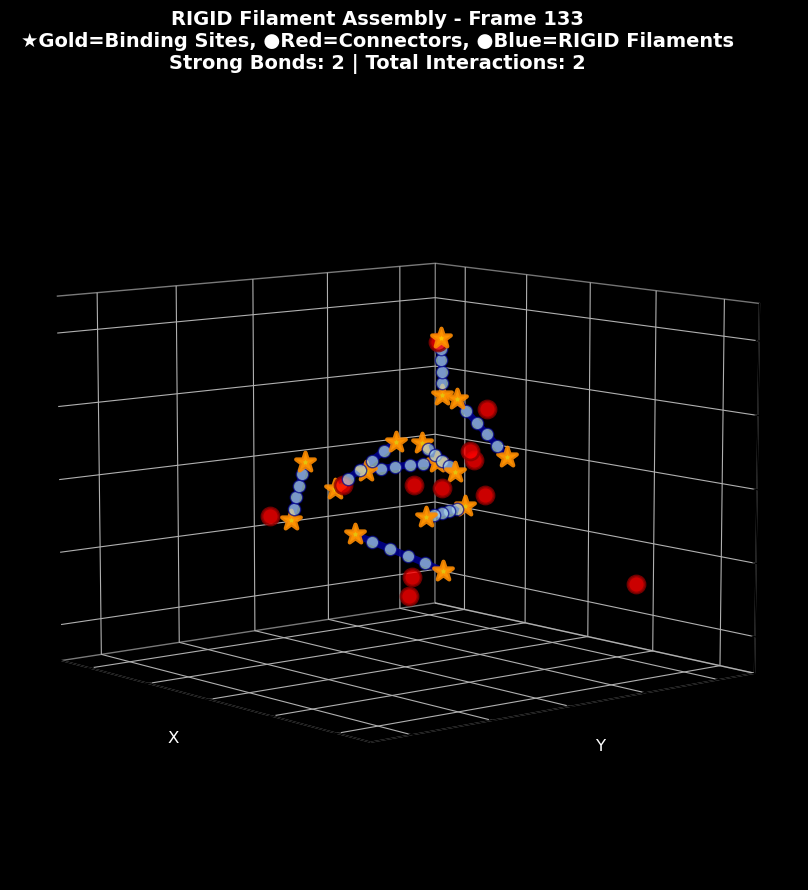 RIGID Filament Assembly - Frame 133
★Gold=Binding Sites, ●Red=Connectors, ●Blue=RIGID Filaments
Strong Bonds: 2 | Total Interactions: 2
X
Y